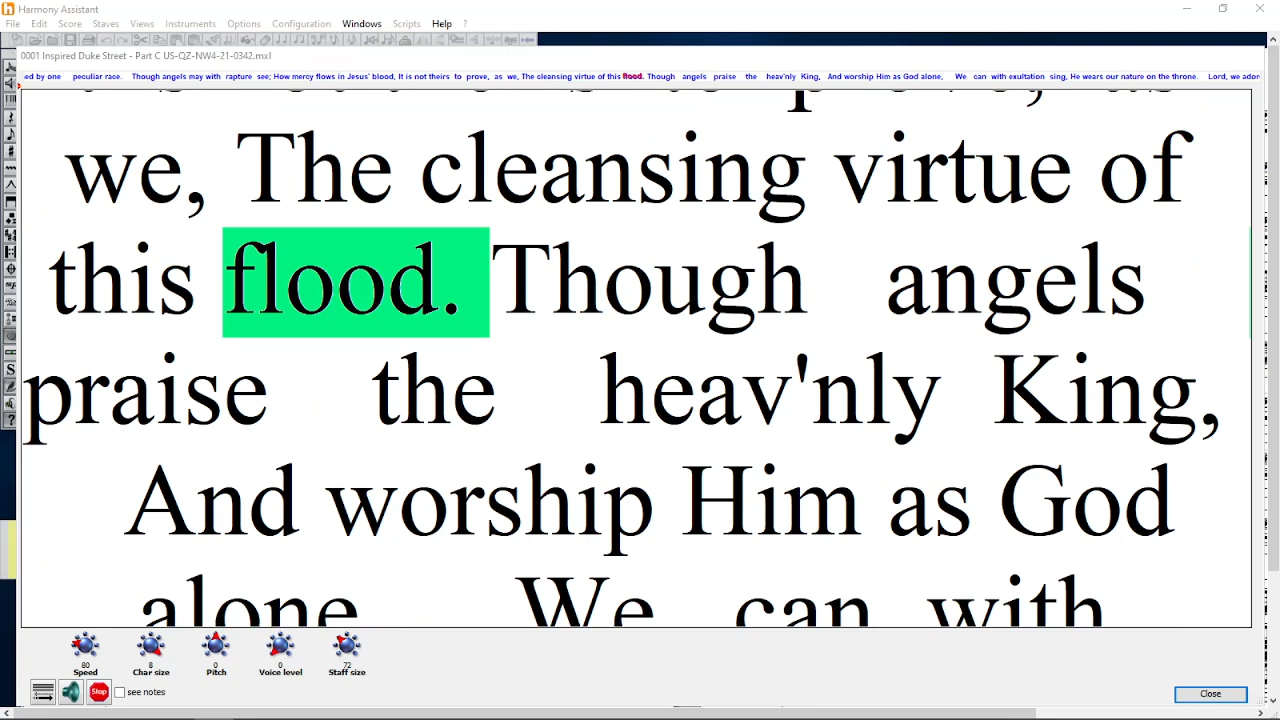 Harmony Assistant
File Edit Score Staves Views Instruments Options Configuration Windows Scripts Help ?
0001 Inspired Duke Street - Part C US-QZ-NW4-21-0342.mxl
ed by one peculiar race. Though angels may with rapture see; How mercy flows in Jesus' blood, It is not theirs to prove, as we, The cleansing virtue of this flood. Though angels praise the heav'nly King, And worship Him as God alone, We can with exultation sing, He wears our nature on the throne. Lord, we ador
we, The cleansing virtue of
this flood. Though angels
praise the heav'nly King,
And worship Him as God
alone We can with
80 8 0 0 72
Speed Char size Pitch Voice level Staff size
Stop see notes Close